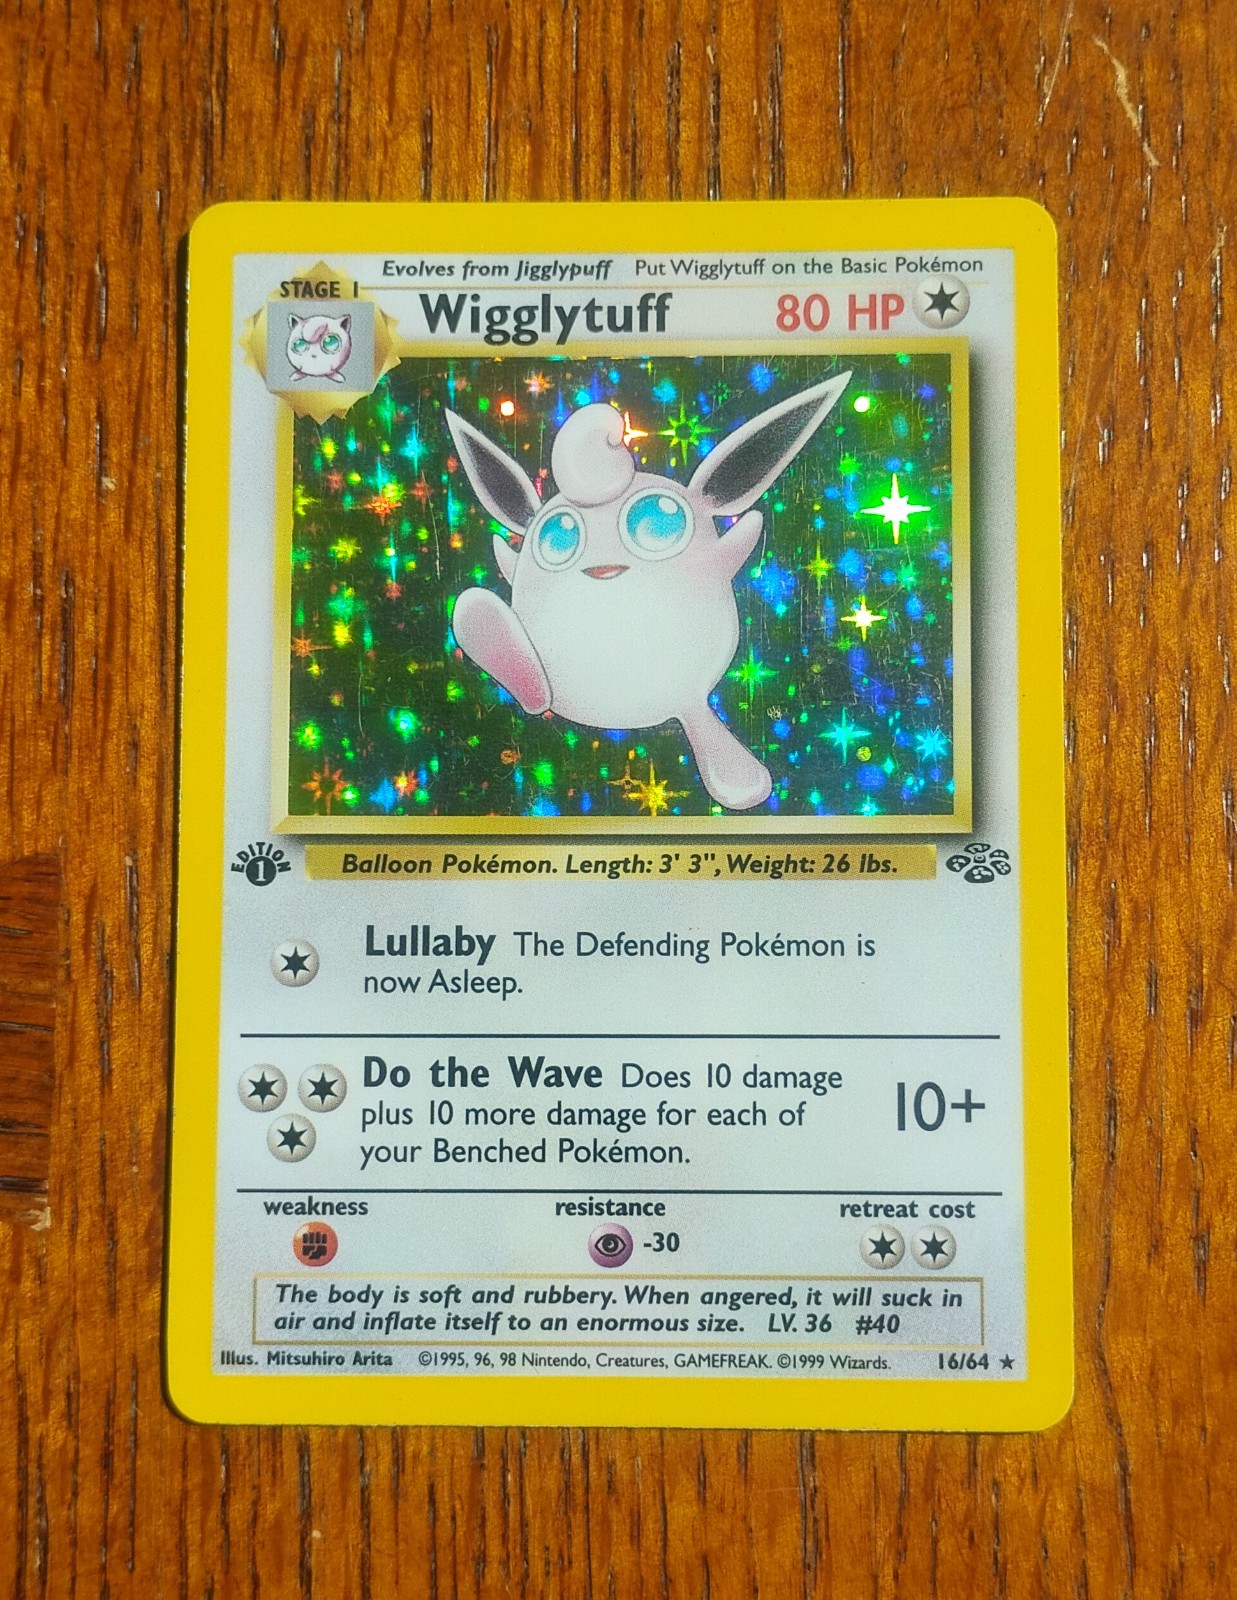 Evolves from Jigglypuff Put Wigglytuff on the Basic Pokémon
STAGE 1
Wigglytuff 80 HP
EDITION
1
Balloon Pokémon. Length: 3' 3", Weight: 26 lbs.
Lullaby The Defending Pokémon is
now Asleep.
Do the Wave Does 10 damage
plus 10 more damage for each of
your Benched Pokémon.
10+
weakness resistance retreat cost
-30
The body is soft and rubbery. When angered, it will suck in
air and inflate itself to an enormous size. LV. 36 #40
Illus. Mitsuhiro Arita ©1995, 96, 98 Nintendo, Creatures, GAMEFREAK. ©1999 Wizards. 16/64 ★